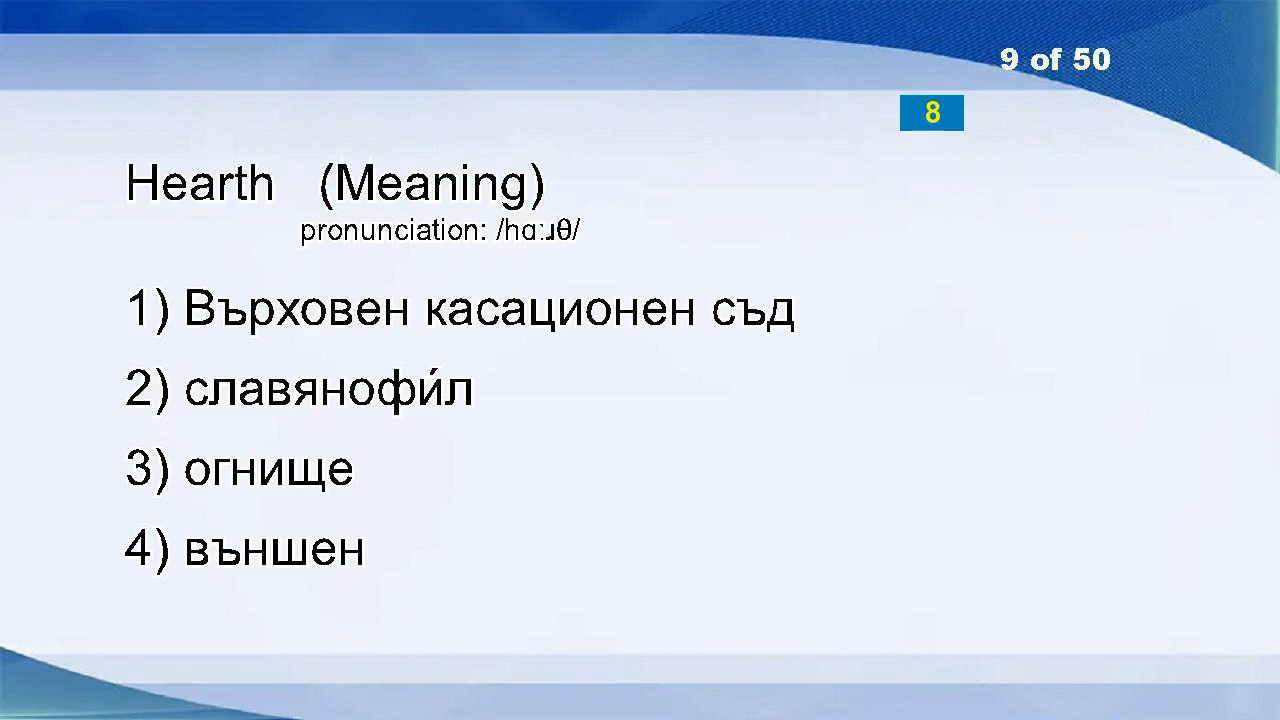 9 of 50
8
Hearth (Meaning)
pronunciation: /hɑːɹθ/
1) Върховен касационен съд
2) славянофи́л
3) огнище
4) външен